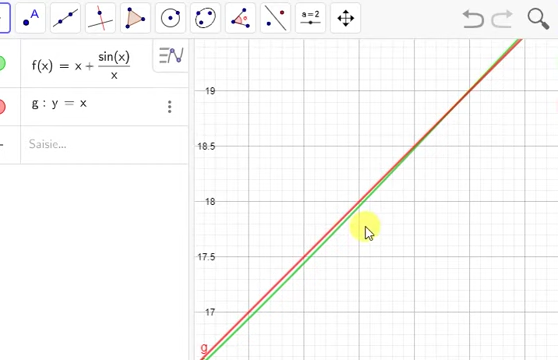 A
a = 2
f(x) = x + sin(x)/x
g : y = x
Saisie...
19
18.5
18
17.5
17
g